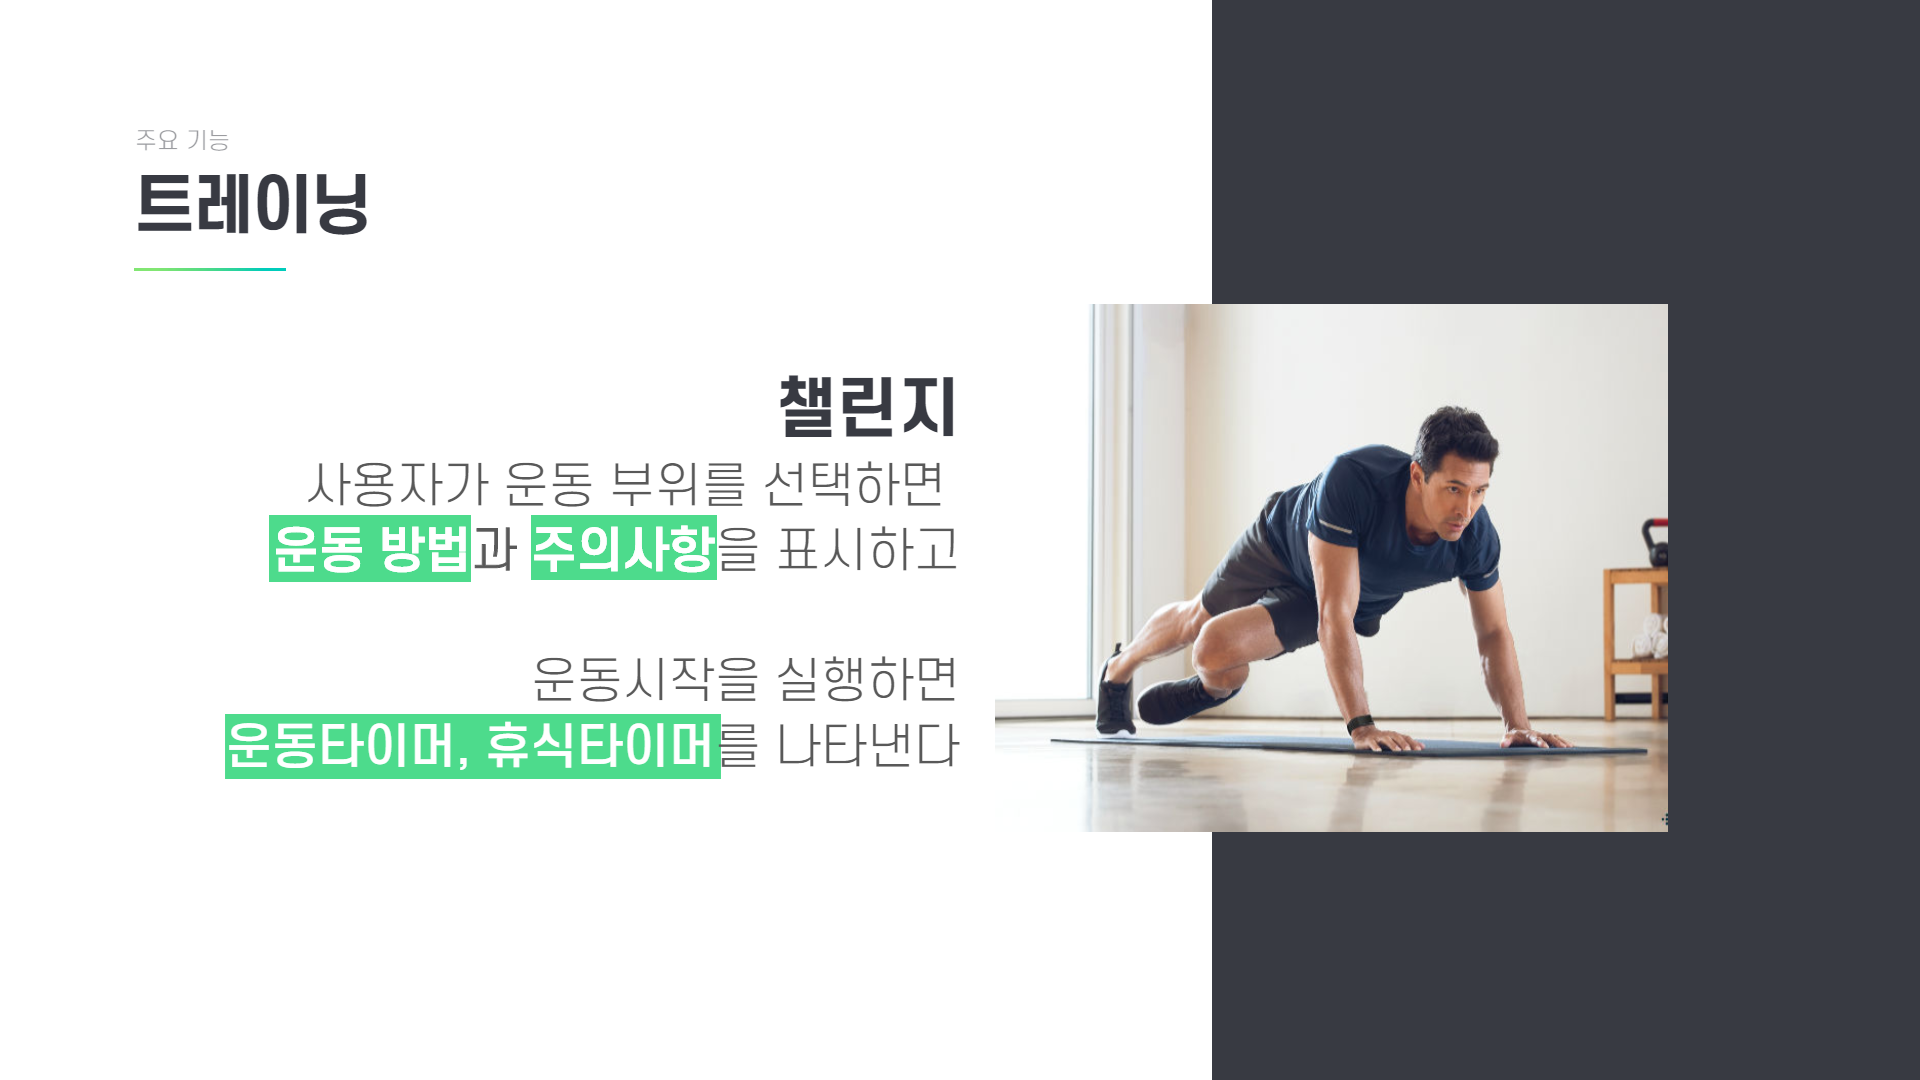 주요 기능
트레이닝
챌린지
사용자가 운동 부위를 선택하면
운동 방법과 주의사항을 표시하고
운동시작을 실행하면
운동타이머, 휴식타이머를 나타낸다